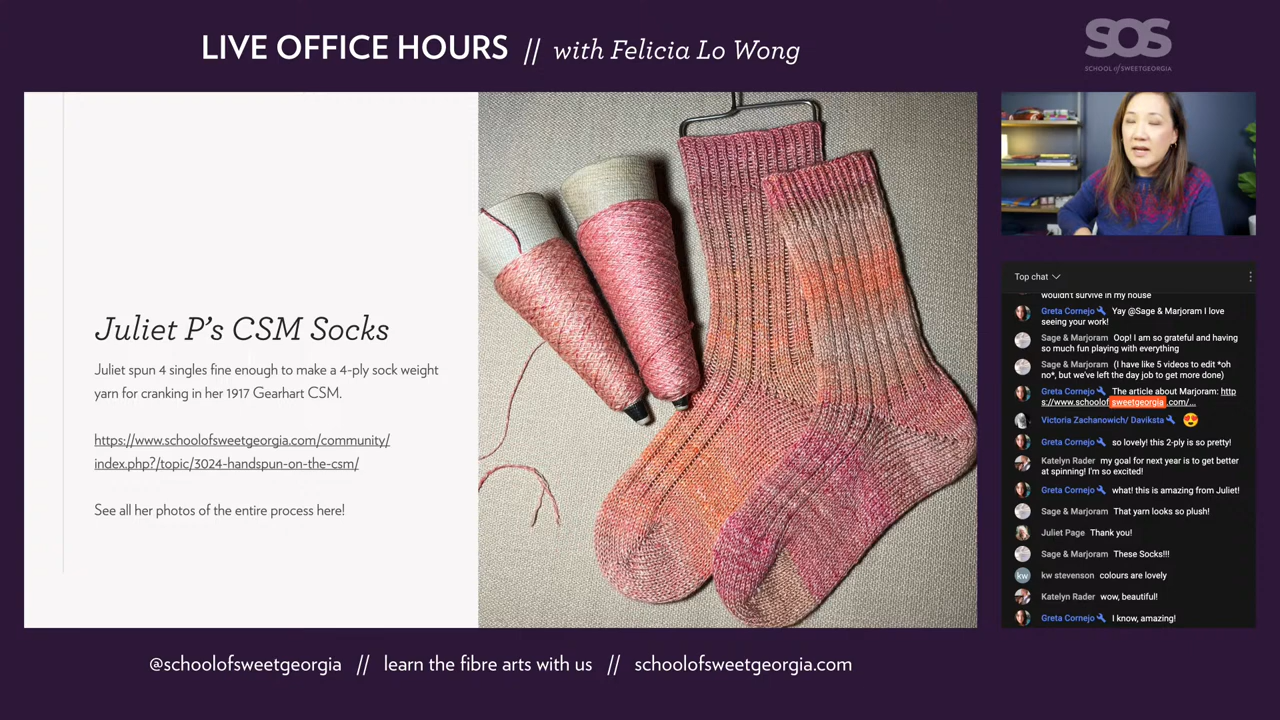 LIVE OFFICE HOURS // with Felicia Lo Wong
SOS
SCHOOL of SWEETGEORGIA
Juliet P's CSM Socks
Juliet spun 4 singles fine enough to make a 4-ply sock weight
yarn for cranking in her 1917 Gearhart CSM.
https://www.schoolofsweetgeorgia.com/community/
index.php?/topic/3024-handspun-on-the-csm/
See all her photos of the entire process here!
Top chat
wouldn't survive in my house
Greta Cornejo Yay @Sage & Marjoram I love
seeing your work!
Sage & Marjoram Oop! I am so grateful and having
so much fun playing with everything
Sage & Marjoram (I have like 5 videos to edit *oh
no*, but we've left the day job to get more done)
Greta Cornejo The article about Marjoram: http
s://www.schoolofsweetgeorgia.com/...
Victoria Zachanowich/ Daviksta
Greta Cornejo so lovely! this 2-ply is so pretty!
Katelyn Rader my goal for next year is to get better
at spinning! I'm so excited!
Greta Cornejo what! this is amazing from Juliet!
Sage & Marjoram That yarn looks so plush!
Juliet Page Thank you!
Sage & Marjoram These Socks!!!
kw kw stevenson colours are lovely
Katelyn Rader wow, beautiful!
Greta Cornejo I know, amazing!
@schoolofsweetgeorgia // learn the fibre arts with us // schoolofsweetgeorgia.com